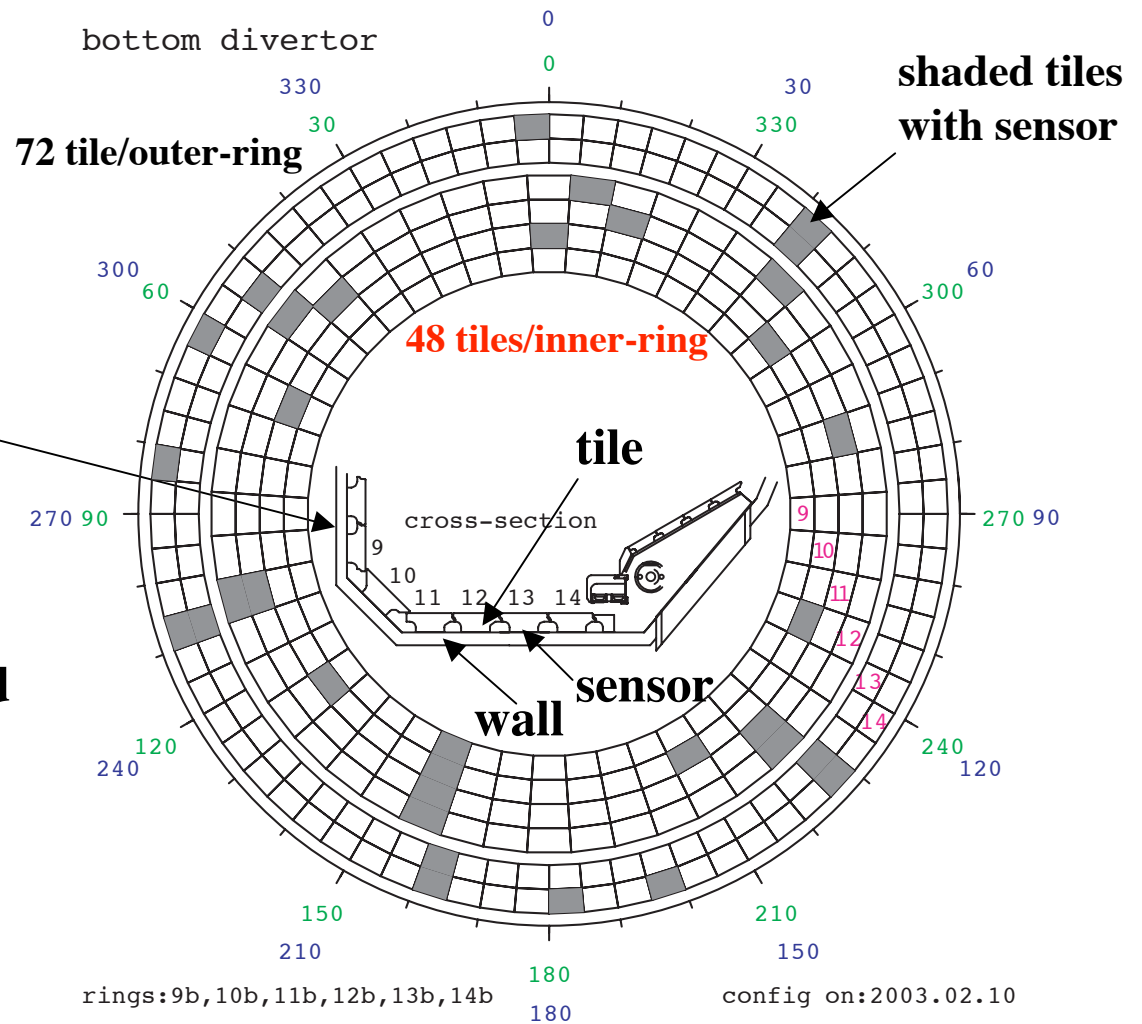 0
bottom divertor
0
shaded tiles
with sensor
330
30
30
330
72 tile/outer-ring
300
60
60
300
48 tiles/inner-ring
tile
270 90
cross-section
9
270 90
9
10
10
11
11 12 13 14
12
13
14
d
sensor
wall
120
240
240
120
150
210
210
150
180
rings:9b,10b,11b,12b,13b,14b
config on:2003.02.10
180